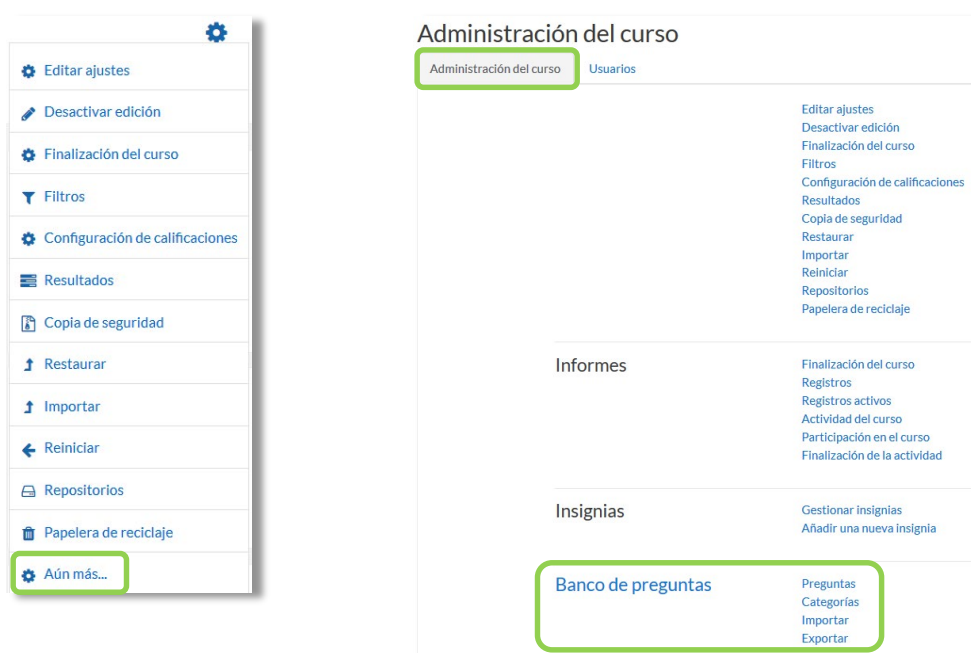 Editar ajustes
Desactivar edición
Finalización del curso
Filtros
Configuración de calificaciones
Resultados
Copia de seguridad
Restaurar
Importar
Reiniciar
Repositorios
Papelera de reciclaje
Aún más...
Administración del curso
Administración del curso Usuarios
Editar ajustes
Desactivar edición
Finalización del curso
Filtros
Configuración de calificaciones
Resultados
Copia de seguridad
Restaurar
Importar
Reiniciar
Repositorios
Papelera de reciclaje
Informes
Finalización del curso
Registros
Registros activos
Actividad del curso
Participación en el curso
Finalización de la actividad
Insignias
Gestionar insignias
Añadir una nueva insignia
Banco de preguntas
Preguntas
Categorías
Importar
Exportar